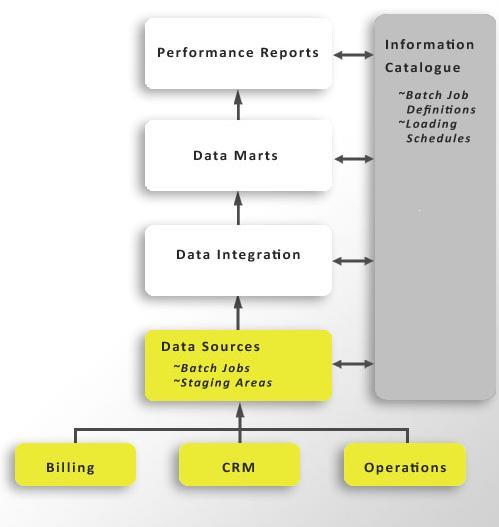 Performance Reports
Information
Catalogue
~Batch Job
Definitions
~Loading
Schedules
Data Marts
Data Integration
Data Sources
~Batch Jobs
~Staging Areas
Billing
CRM
Operations